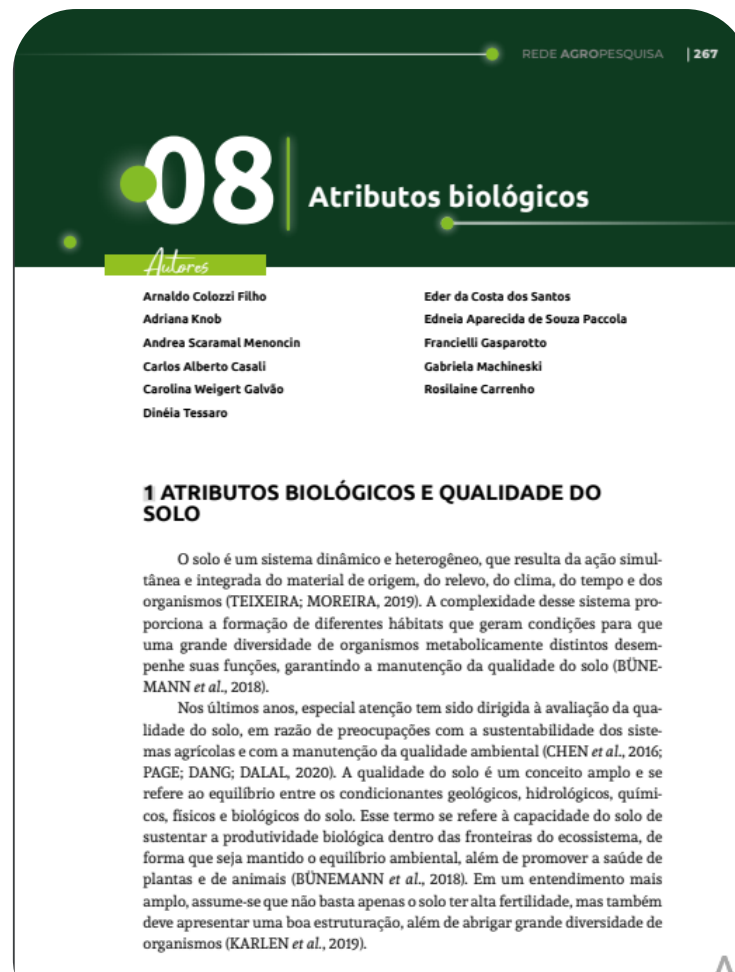 REDE AGROPESQUISA | 267
08
Atributos biológicos
Autores
Arnaldo Colozzi Filho
Adriana Knob
Andrea Scaramal Menoncin
Carlos Alberto Casali
Carolina Weigert Galvão
Dinéia Tessaro
Eder da Costa dos Santos
Edneia Aparecida de Souza Paccola
Francielli Gasparotto
Gabriela Machineski
Rosilaine Carrenho
1 ATRIBUTOS BIOLÓGICOS E QUALIDADE DO
SOLO
O solo é um sistema dinâmico e heterogêneo, que resulta da ação simul-
tânea e integrada do material de origem, do relevo, do clima, do tempo e dos
organismos (TEIXEIRA; MOREIRA, 2019). A complexidade desse sistema pro-
porciona a formação de diferentes hábitats que geram condições para que
uma grande diversidade de organismos metabolicamente distintos desem-
penhe suas funções, garantindo a manutenção da qualidade do solo (BÜNE-
MANN et al., 2018).
Nos últimos anos, especial atenção tem sido dirigida à avaliação da qua-
lidade do solo, em razão de preocupações com a sustentabilidade dos siste-
mas agrícolas e com a manutenção da qualidade ambiental (CHEN et al., 2016;
PAGE; DANG; DALAL, 2020). A qualidade do solo é um conceito amplo e se
refere ao equilíbrio entre os condicionantes geológicos, hidrológicos, quími-
cos, físicos e biológicos do solo. Esse termo se refere à capacidade do solo de
sustentar a produtividade biológica dentro das fronteiras do ecossistema, de
forma que seja mantido o equilíbrio ambiental, além de promover a saúde de
plantas e de animais (BÜNEMANN et al., 2018). Em um entendimento mais
amplo, assume-se que não basta apenas o solo ter alta fertilidade, mas também
deve apresentar uma boa estruturação, além de abrigar grande diversidade de
organismos (KARLEN et al., 2019).